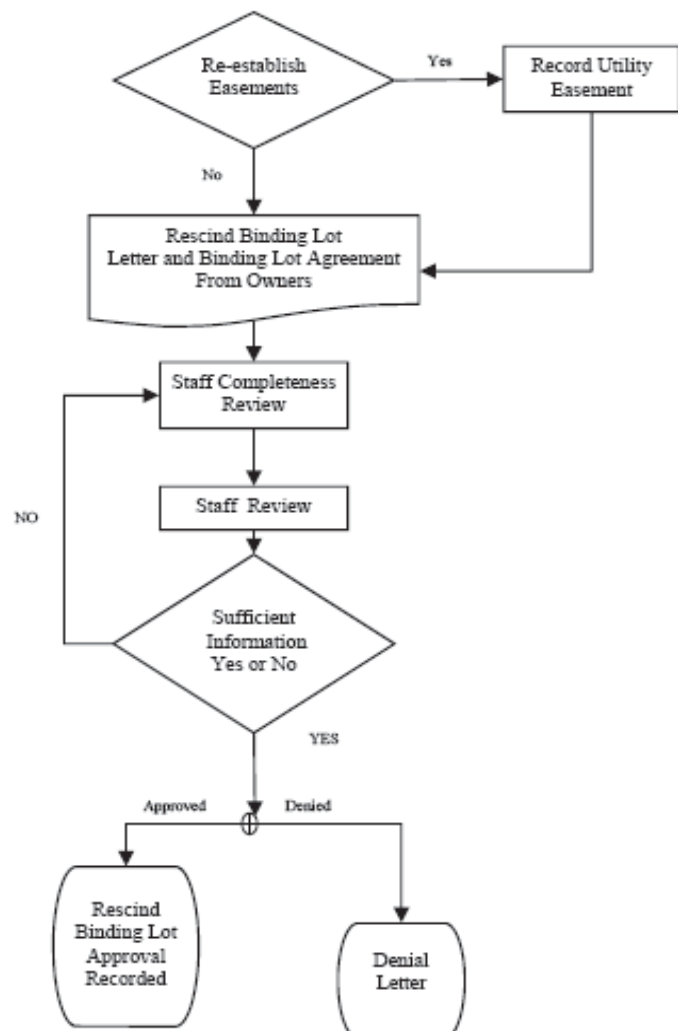 Re-establish
Easements
Yes
Record Utility
Easement
No
Rescind Binding Lot
Letter and Binding Lot Agreement
From Owners
Staff Completeness
Review
Staff Review
NO
Sufficient
Information
Yes or No
YES
Approved
Denied
Rescind
Binding Lot
Approval
Recorded
Denial
Letter